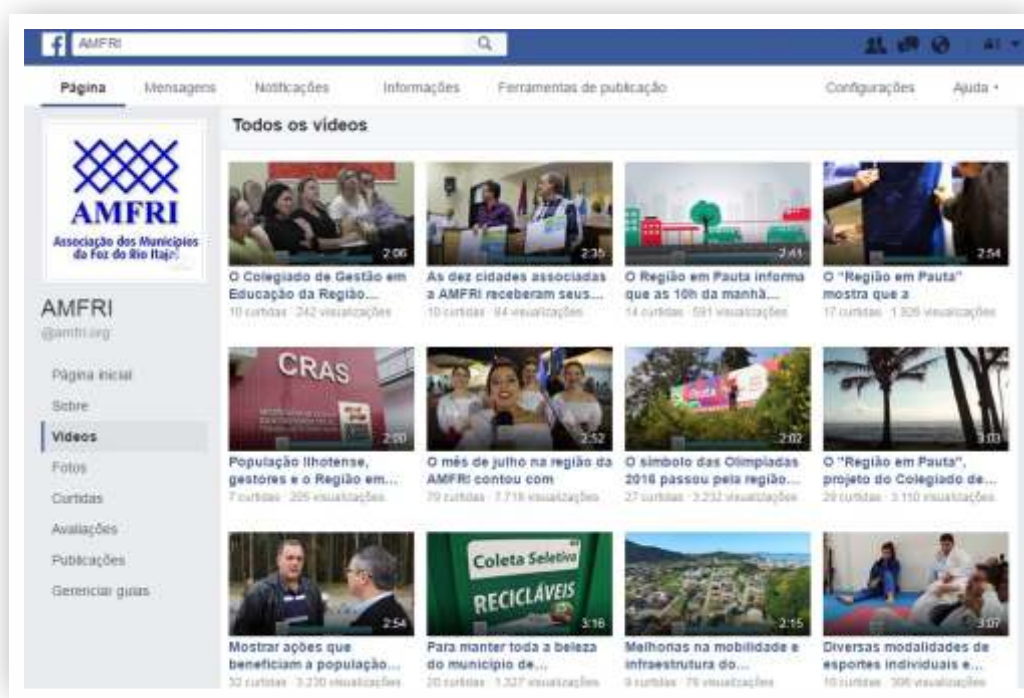 AMFRI
Página Mensagens Notificações Informações Ferramentas de publicação Configurações Ajuda
AMFRI
Associação dos Municípios
da Foz do Rio Itajaí
AMFRI
@amfri.org
Página inicial
Sobre
Vídeos
Fotos
Curtidas
Avaliações
Publicações
Gerenciar guias
Todos os vídeos
2:06
O Colegiado de Gestão em
Educação da Região...
10 curtidas · 242 visualizações
2:35
As dez cidades associadas
a AMFRI receberam seus...
10 curtidas · 84 visualizações
2:41
O Região em Pauta informa
que as 10h da manhã...
14 curtidas · 591 visualizações
2:54
O "Região em Pauta"
mostra que a
17 curtidas · 1.926 visualizações
CRAS
2:00
População Ilhotense,
gestores e o Região em...
7 curtidas · 205 visualizações
2:52
O mês de julho na região da
AMFRI contou com
79 curtidas · 7.718 visualizações
2:02
O símbolo das Olimpíadas
2016 passou pela região...
27 curtidas · 3.232 visualizações
3:03
O "Região em Pauta",
projeto do Colegiado de...
29 curtidas · 3.110 visualizações
2:54
Mostrar ações que
beneficiam a população...
32 curtidas · 3.230 visualizações
Coleta Seletiva
RECICLÁVEIS
3:16
Para manter toda a beleza
do município de...
20 curtidas · 1.327 visualizações
2:15
Melhorias na mobilidade e
infraestrutura do...
9 curtidas · 78 visualizações
3:07
Diversas modalidades de
esportes individuais e...
10 curtidas · 396 visualizações